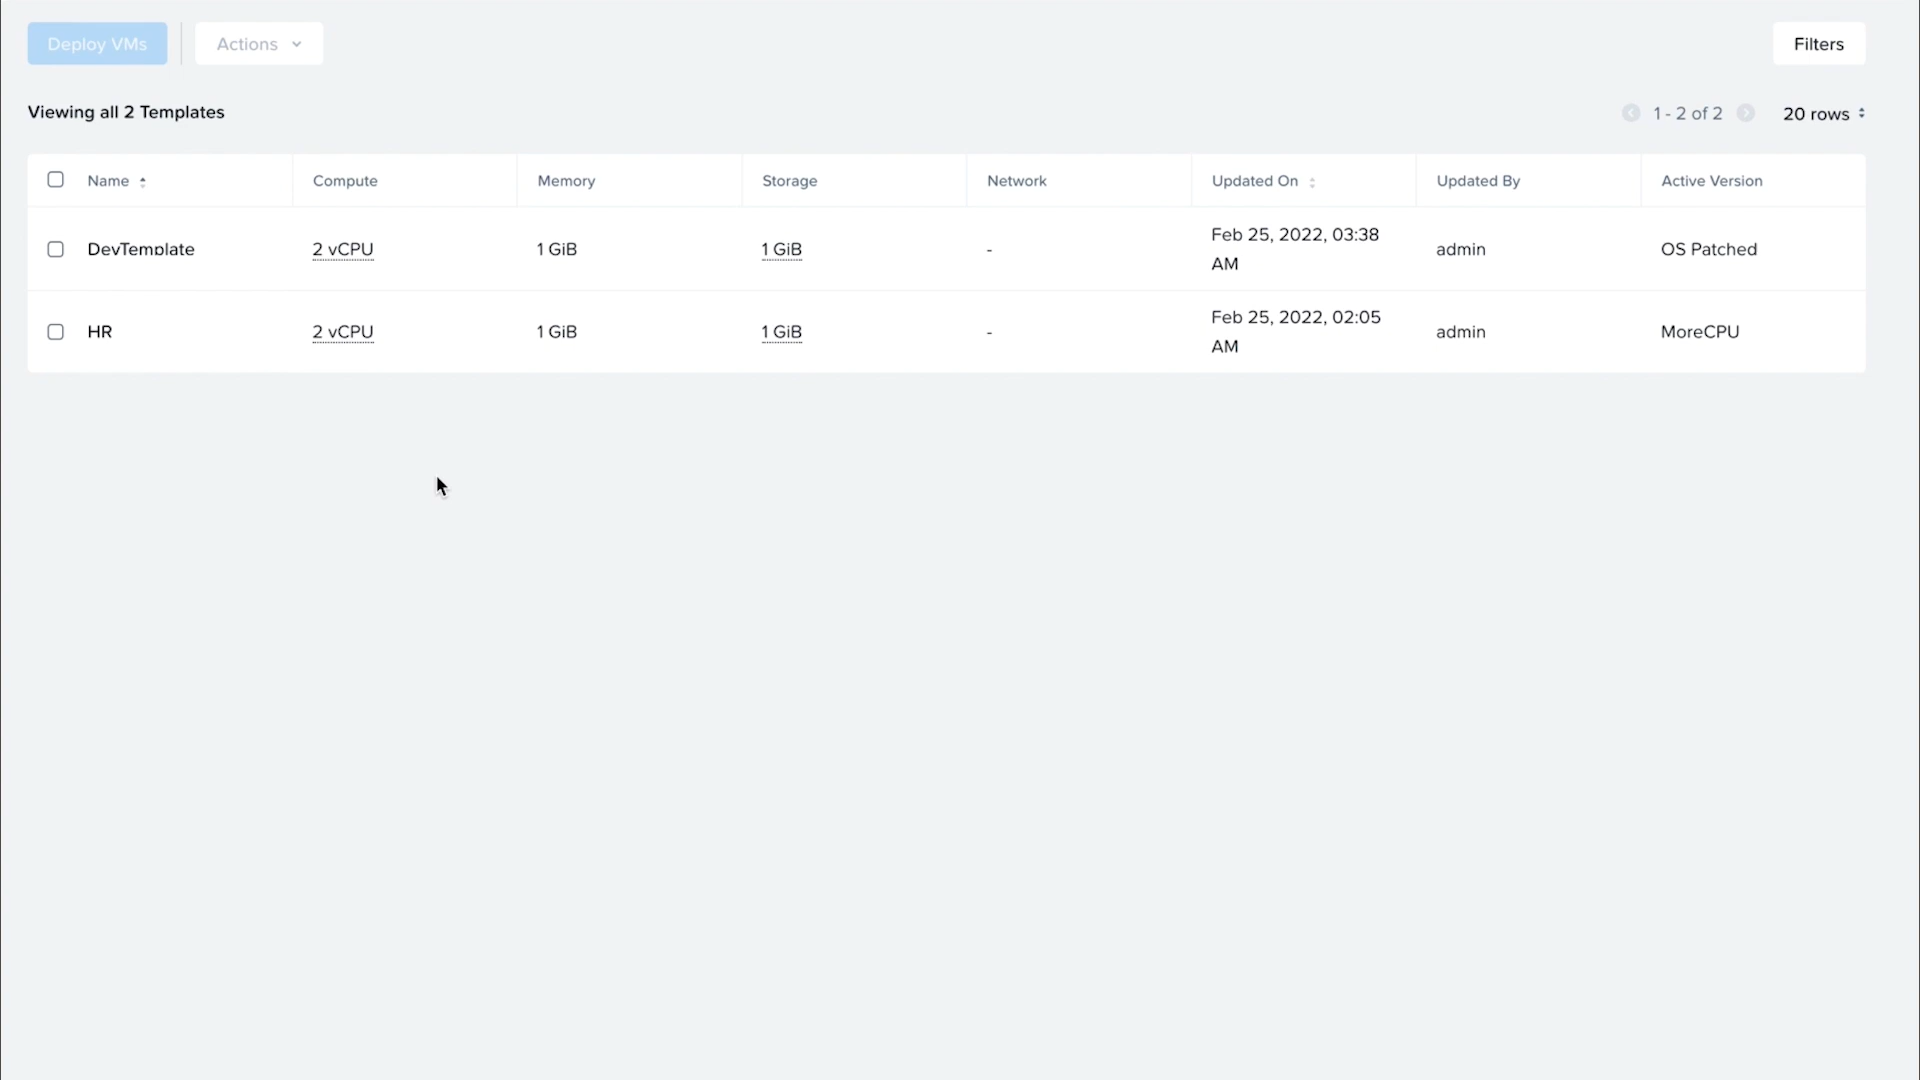 Deploy VMs
Actions
Filters
Viewing all 2 Templates
1 - 2 of 2
20 rows
Name Compute Memory Storage Network Updated On Updated By Active Version
DevTemplate 2 vCPU 1 GiB 1 GiB - Feb 25, 2022, 03:38 AM admin OS Patched
HR 2 vCPU 1 GiB 1 GiB - Feb 25, 2022, 02:05 AM admin MoreCPU